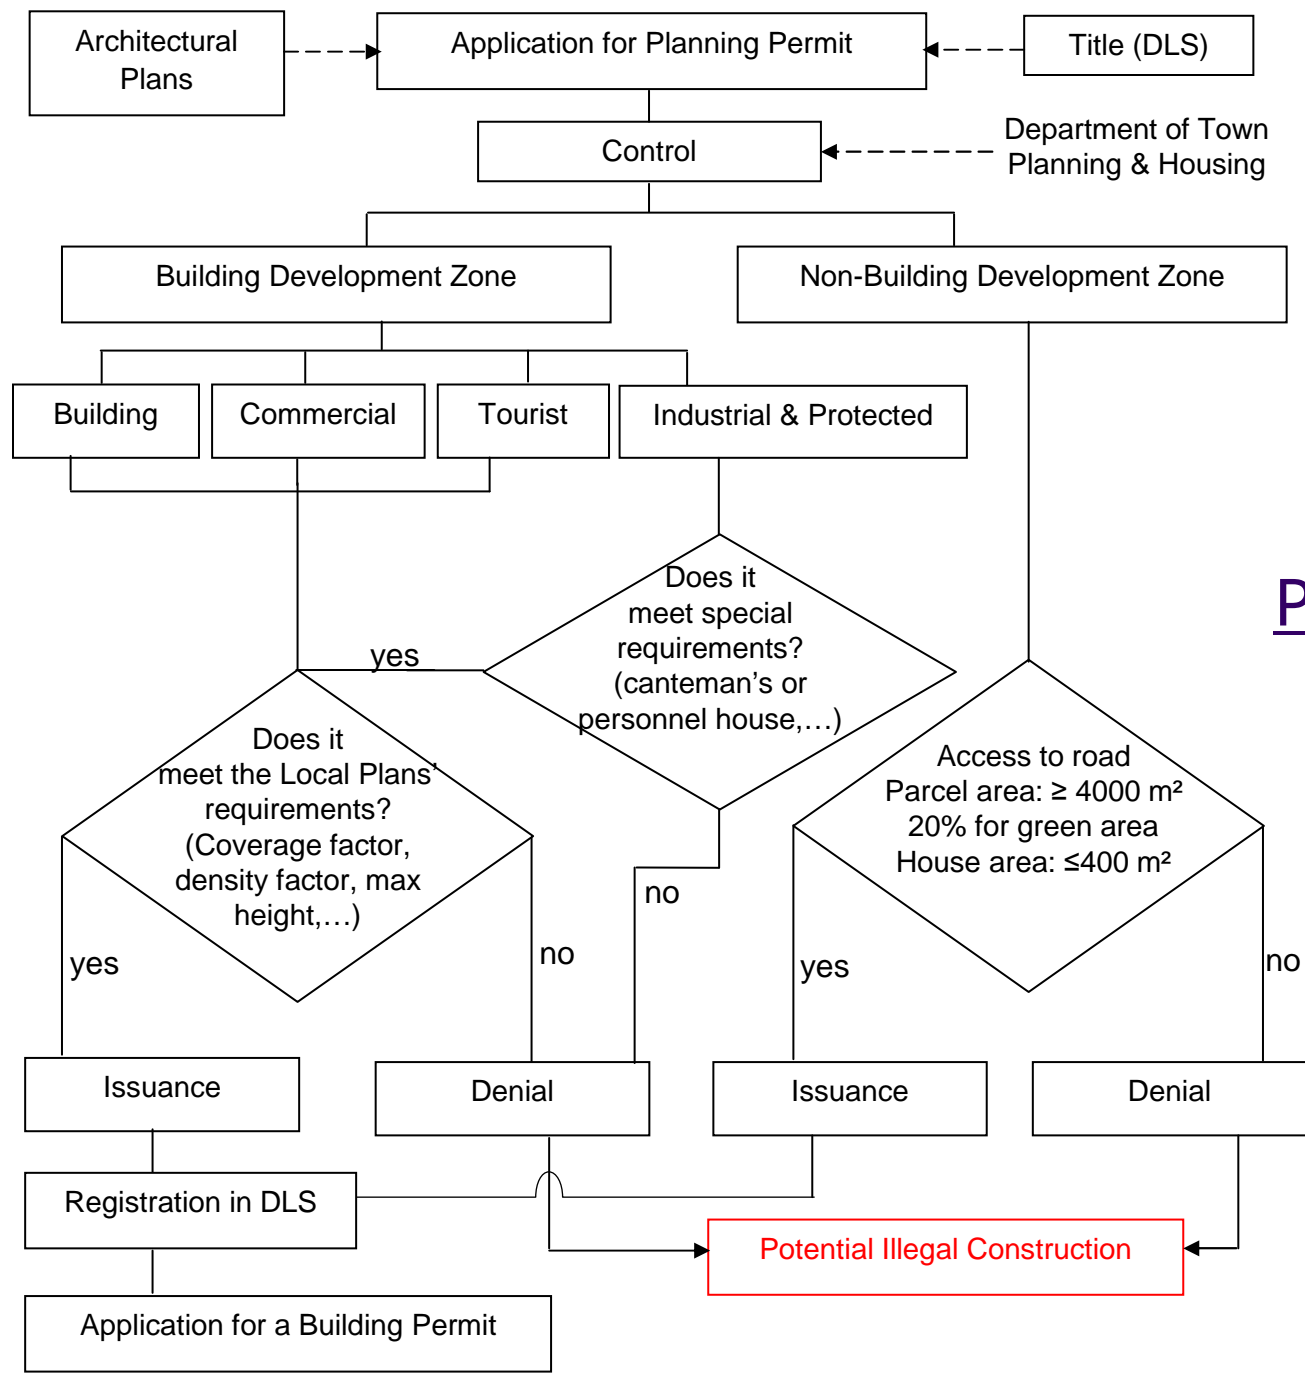 Architectural
Plans
Application for Planning Permit
Title (DLS)
Control
Department of Town
Planning & Housing
Building Development Zone
Non-Building Development Zone
Building
Commercial
Tourist
Industrial & Protected
Does it
meet special
requirements?
(canteman's or
personnel house,…)
P
yes
Does it
meet the Local Plans'
requirements?
(Coverage factor,
density factor, max
height,…)
Access to road
Parcel area: ≥ 4000 m²
20% for green area
House area: ≤400 m²
no
yes
no
yes
no
Issuance
Denial
Issuance
Denial
Registration in DLS
Potential Illegal Construction
Application for a Building Permit